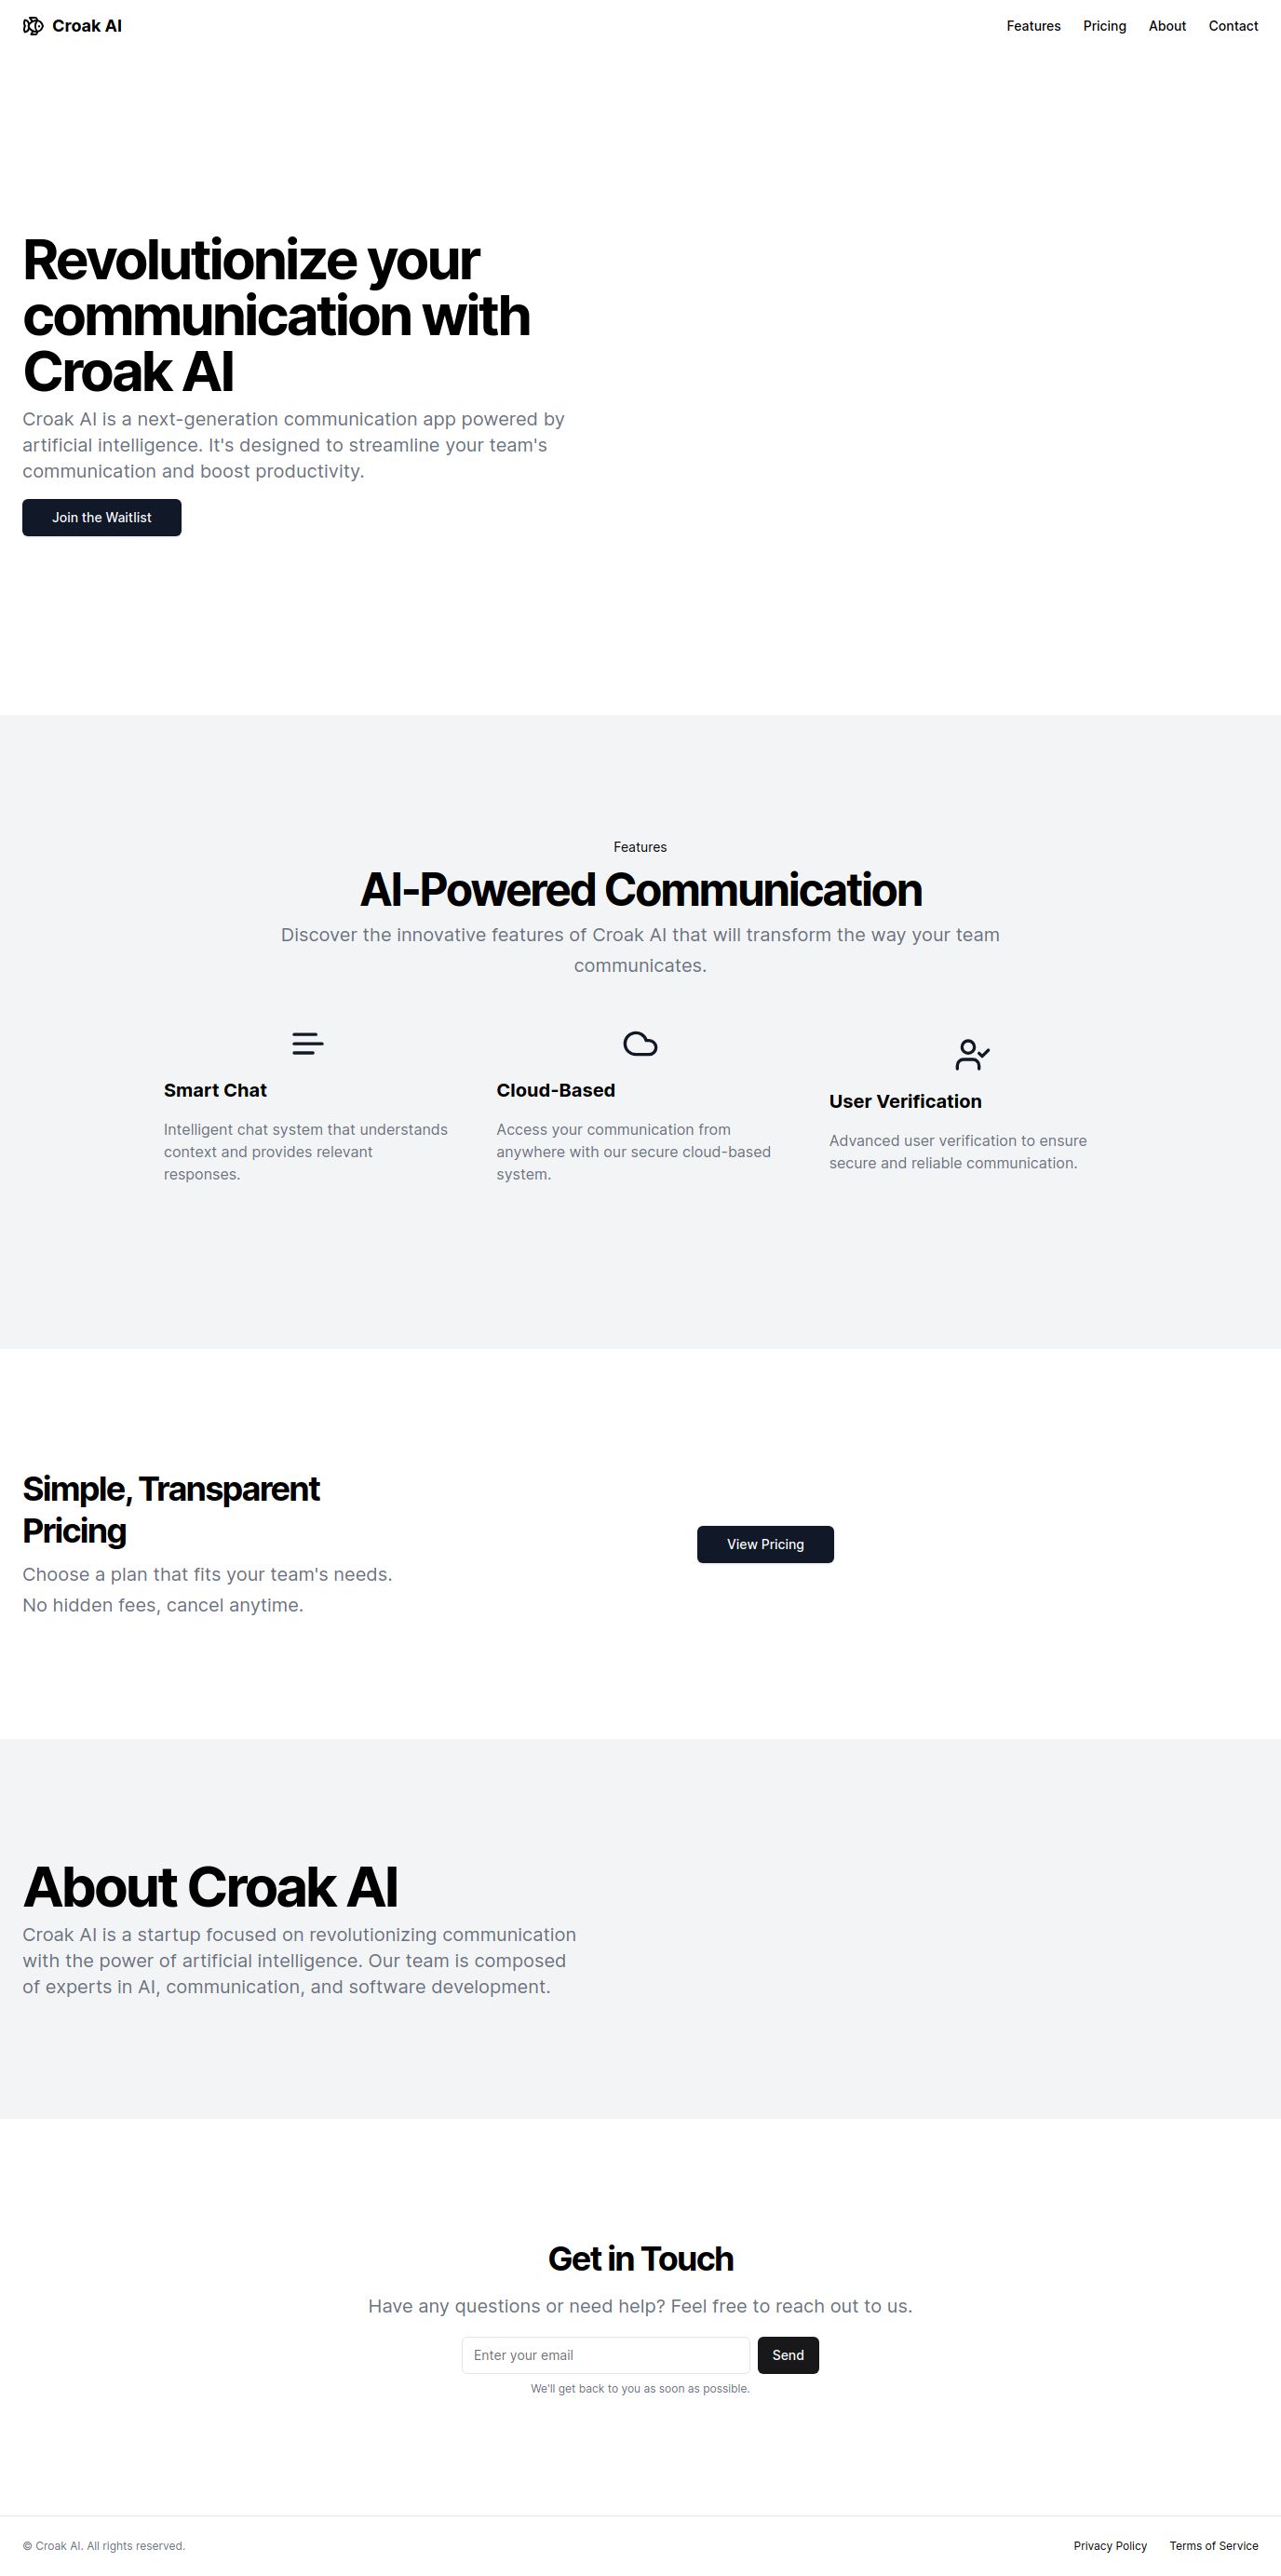 Croak AI
Features Pricing About Contact
Revolutionize your
communication with
Croak AI
Croak AI is a next-generation communication app powered by
artificial intelligence. It's designed to streamline your team's
communication and boost productivity.
Join the Waitlist
Features
AI-Powered Communication
Discover the innovative features of Croak AI that will transform the way your team
communicates.
Smart Chat
Intelligent chat system that understands
context and provides relevant
responses.
Cloud-Based
Access your communication from
anywhere with our secure cloud-based
system.
User Verification
Advanced user verification to ensure
secure and reliable communication.
Simple, Transparent
Pricing
Choose a plan that fits your team's needs.
No hidden fees, cancel anytime.
View Pricing
About Croak AI
Croak AI is a startup focused on revolutionizing communication
with the power of artificial intelligence. Our team is composed
of experts in AI, communication, and software development.
Get in Touch
Have any questions or need help? Feel free to reach out to us.
Enter your email
Send
We'll get back to you as soon as possible.
© Croak AI. All rights reserved.
Privacy Policy Terms of Service